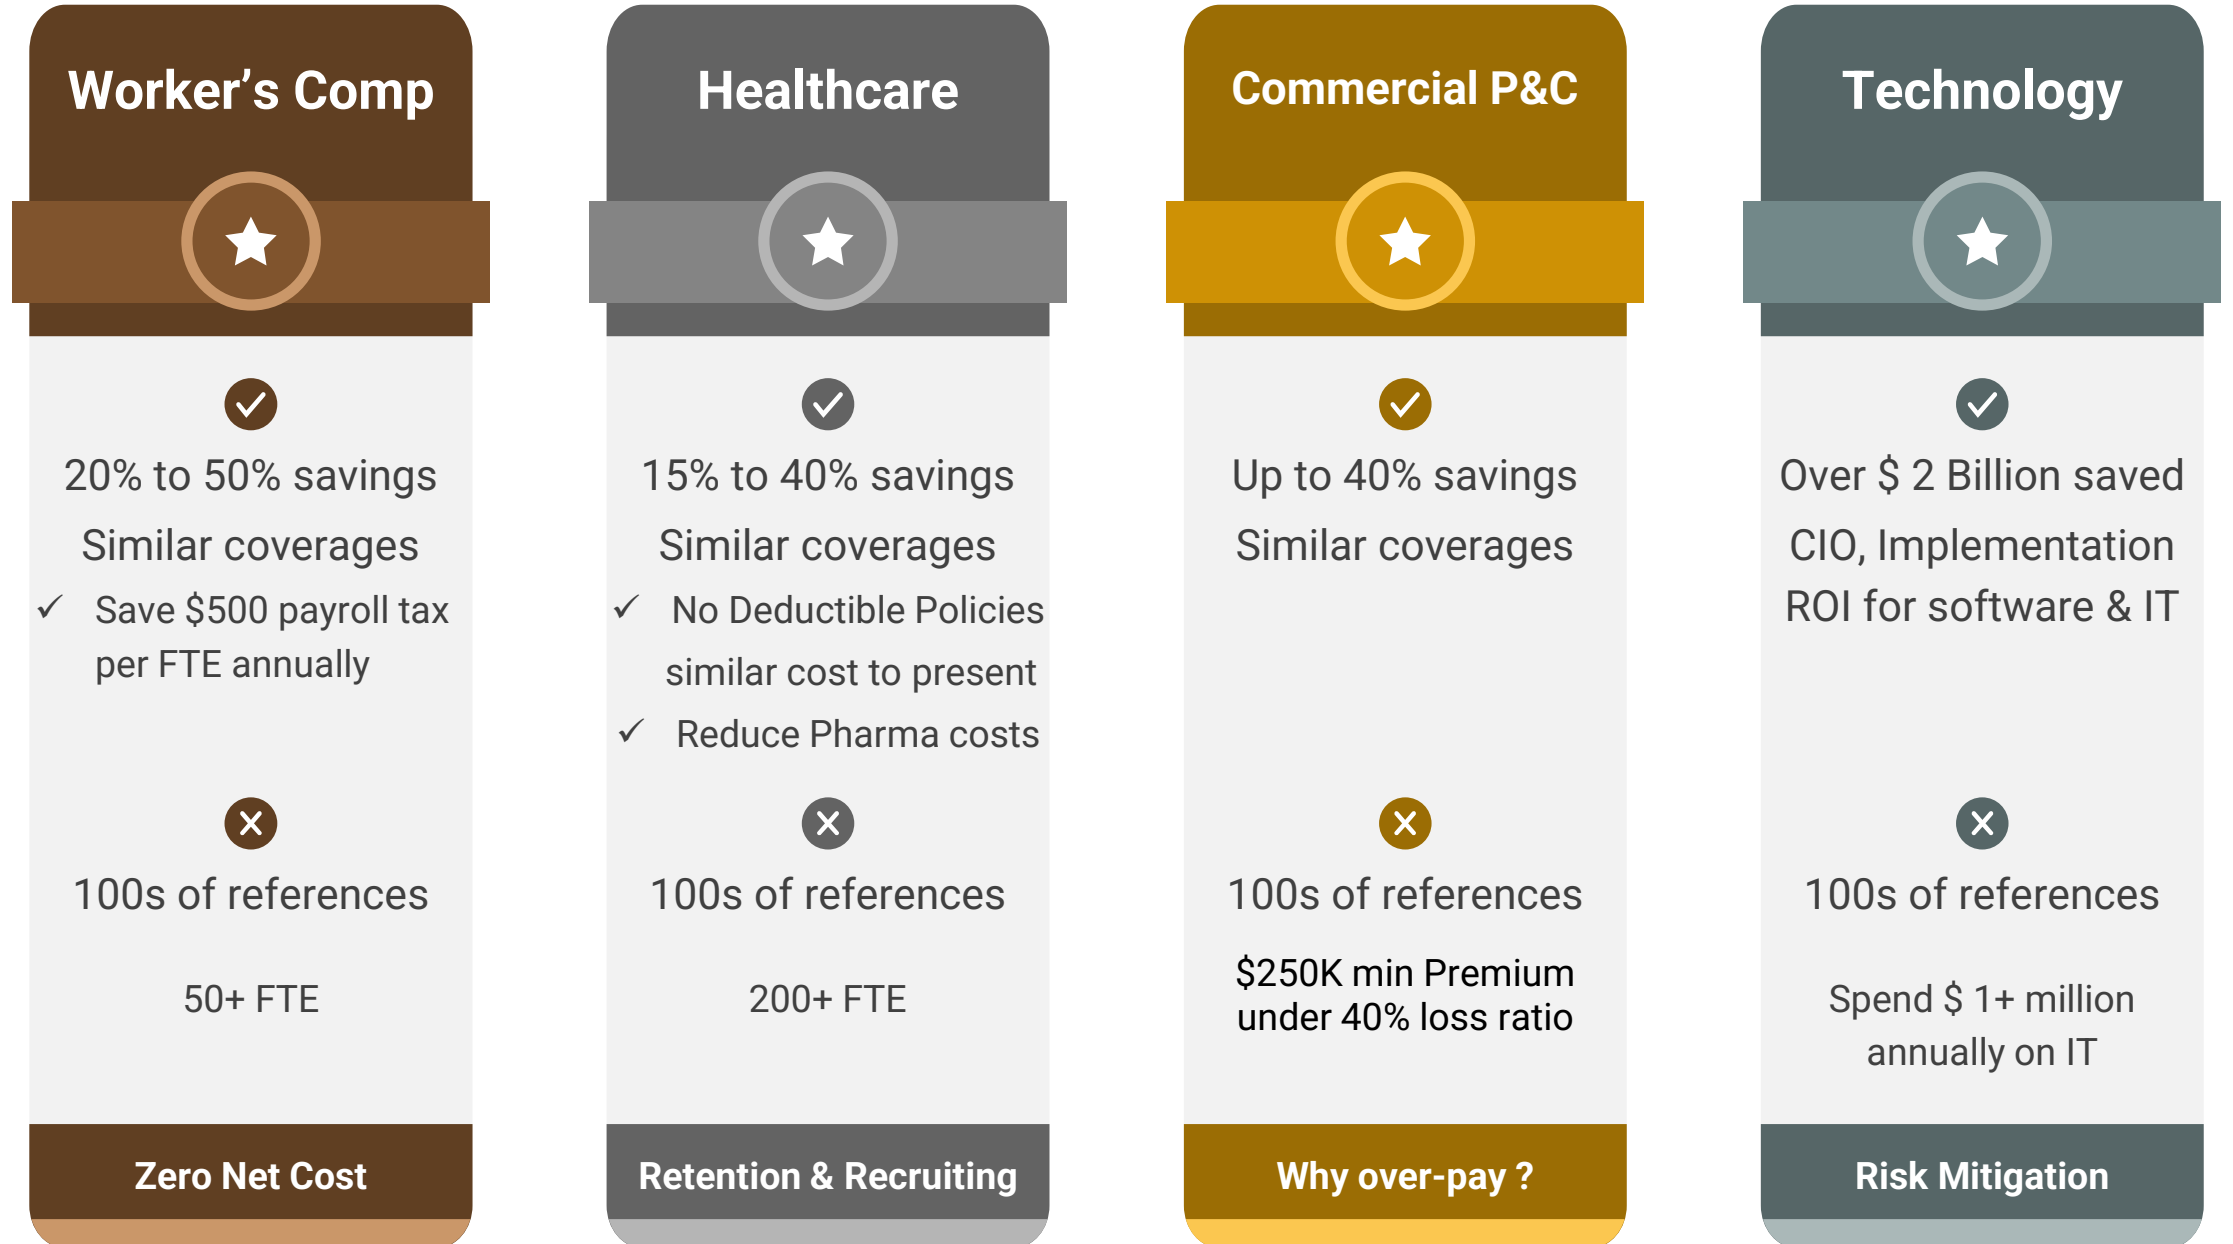 Worker’s Comp
20% to 50% savings
Similar coverages
✓ Save $500 payroll tax
per FTE annually
100s of references
50+ FTE
Zero Net Cost
Healthcare
15% to 40% savings
Similar coverages
✓ No Deductible Policies
similar cost to present
✓ Reduce Pharma costs
100s of references
200+ FTE
Retention & Recruiting
Commercial P&C
Up to 40% savings
Similar coverages
100s of references
$250K min Premium
under 40% loss ratio
Why over-pay ?
Technology
Over $ 2 Billion saved
CIO, Implementation
ROI for software & IT
100s of references
Spend $ 1+ million
annually on IT
Risk Mitigation